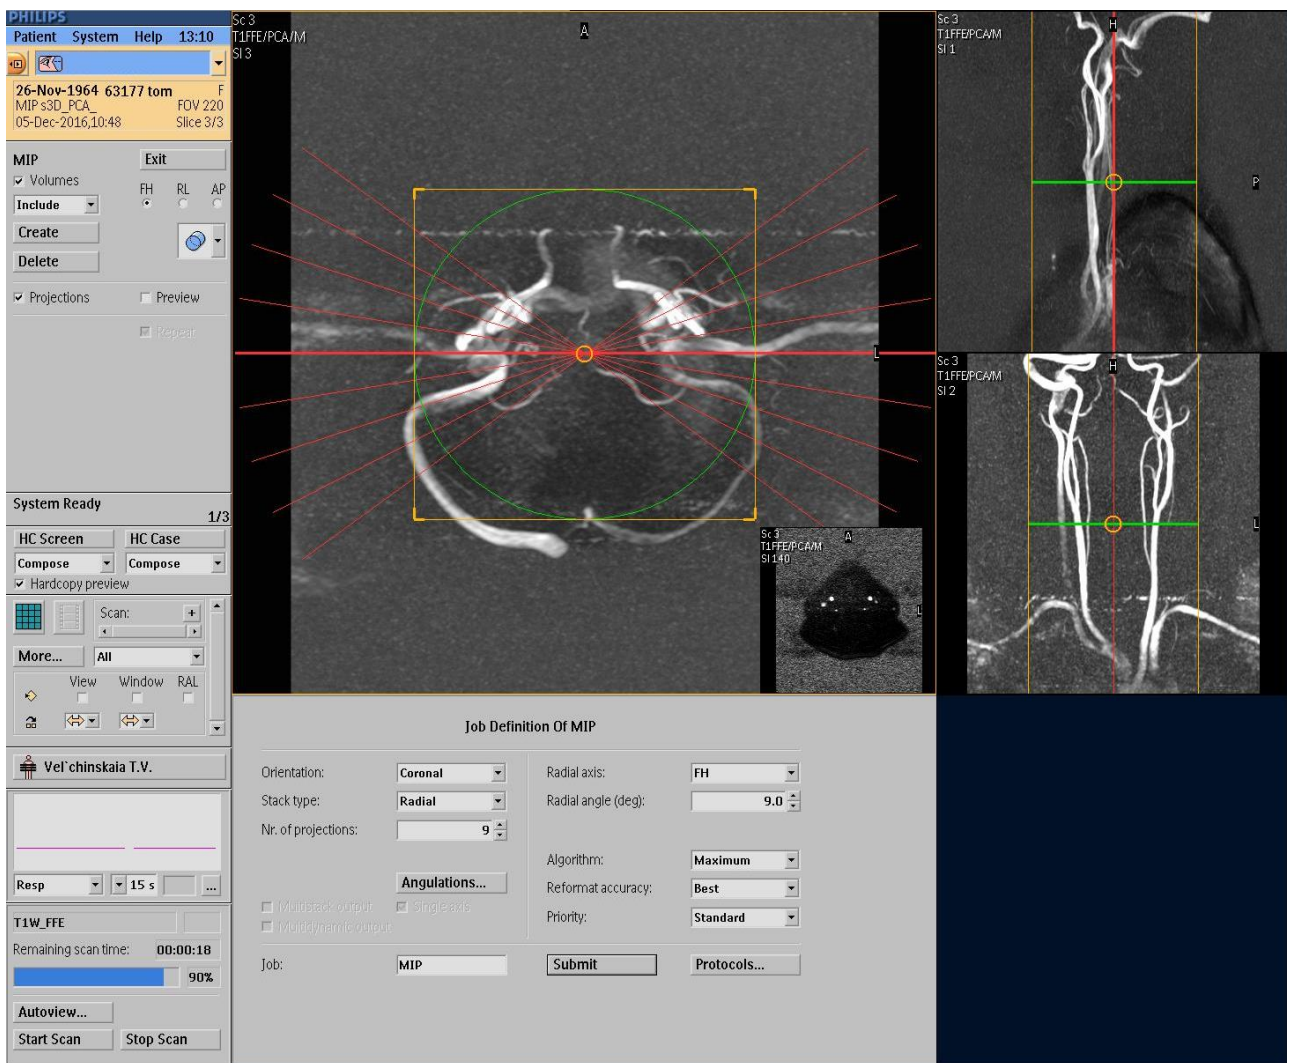 PHILIPS
Patient System Help 13:10
26-Nov-1964 63177 tom F
MIP s3D_PCA_ FOV 220
05-Dec-2016,10:48 Slice 3/3
MIP Exit
Volumes FH RL AP
Include
Create
Delete
Projections Preview
Repeat
System Ready
1/3
HC Screen HC Case
Compose Compose
Hardcopy preview
Scan: +
More... All
View Window RAL
Vel`chinskaia T.V.
Resp 15 s ...
T1W_FFE
Remaining scan time: 00:00:18
90%
Autoview...
Start Scan Stop Scan
Sc 3
T1FFE/PCA/M
Sl 3
A
L
Sc 3
T1FFE/PCA/M
Sl 140
A
L
Sc 3
T1FFE/PCA/M
Sl 1
H
P
Sc 3
T1FFE/PCA/M
Sl 2
H
L
Job Definition Of MIP
Orientation: Coronal Radial axis: FH
Stack type: Radial Radial angle (deg): 9.0
Nr. of projections: 9
Algorithm: Maximum
Angulations... Reformat accuracy: Best
Multistack output Single axis
Priority: Standard
Multidynamic output
Job: MIP Submit Protocols...